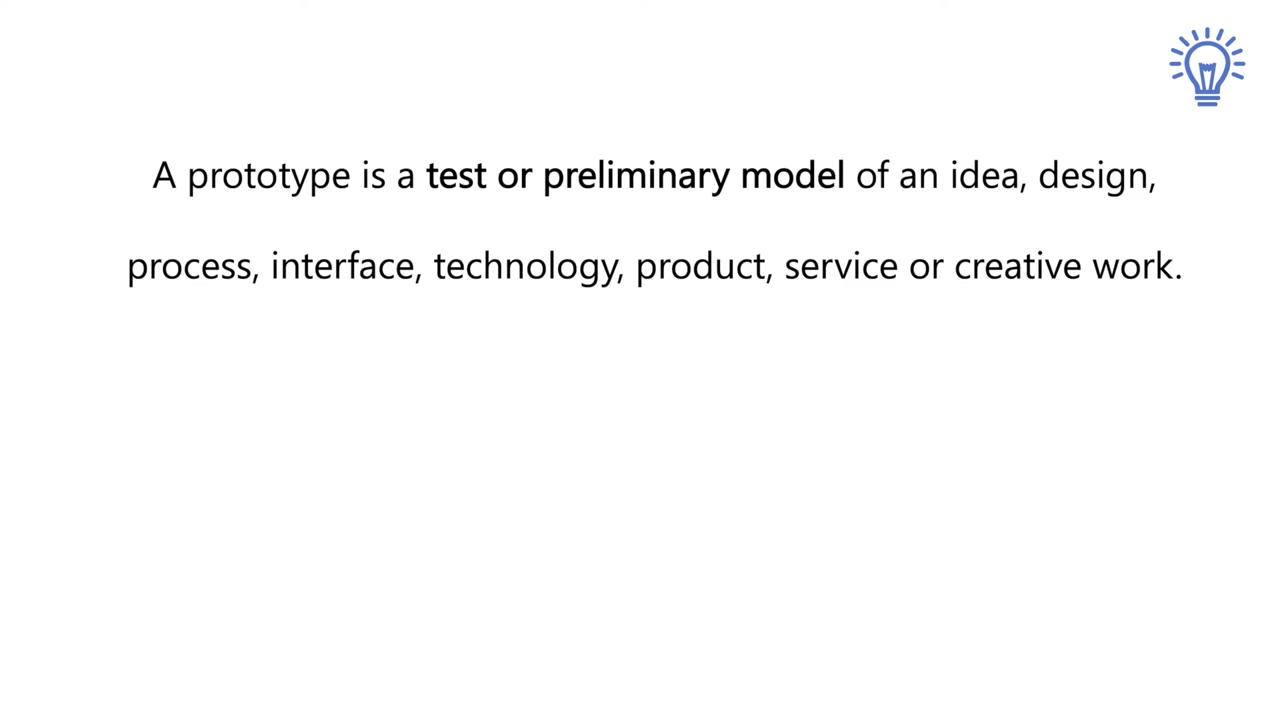 A prototype is a test or preliminary model of an idea, design,
process, interface, technology, product, service or creative work.